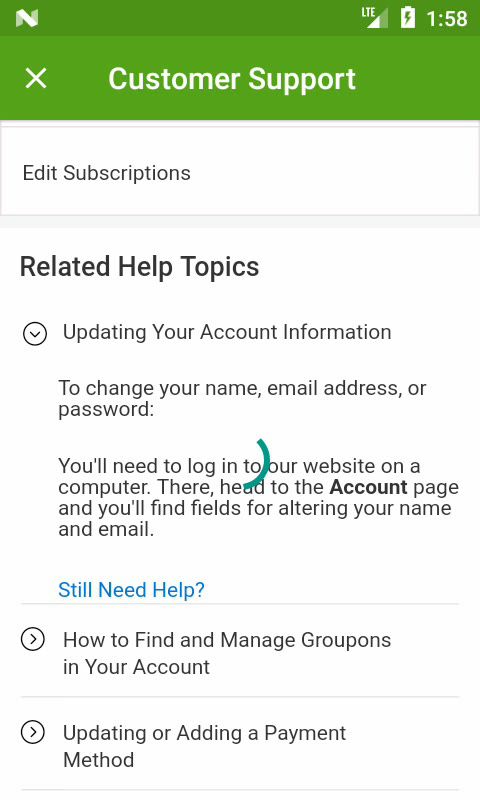 LTE 1:58
Customer Support
Edit Subscriptions
Related Help Topics
Updating Your Account Information
To change your name, email address, or
password:
You'll need to log in to our website on a
computer. There, head to the Account page
and you'll find fields for altering your name
and email.
Still Need Help?
How to Find and Manage Groupons
in Your Account
Updating or Adding a Payment
Method